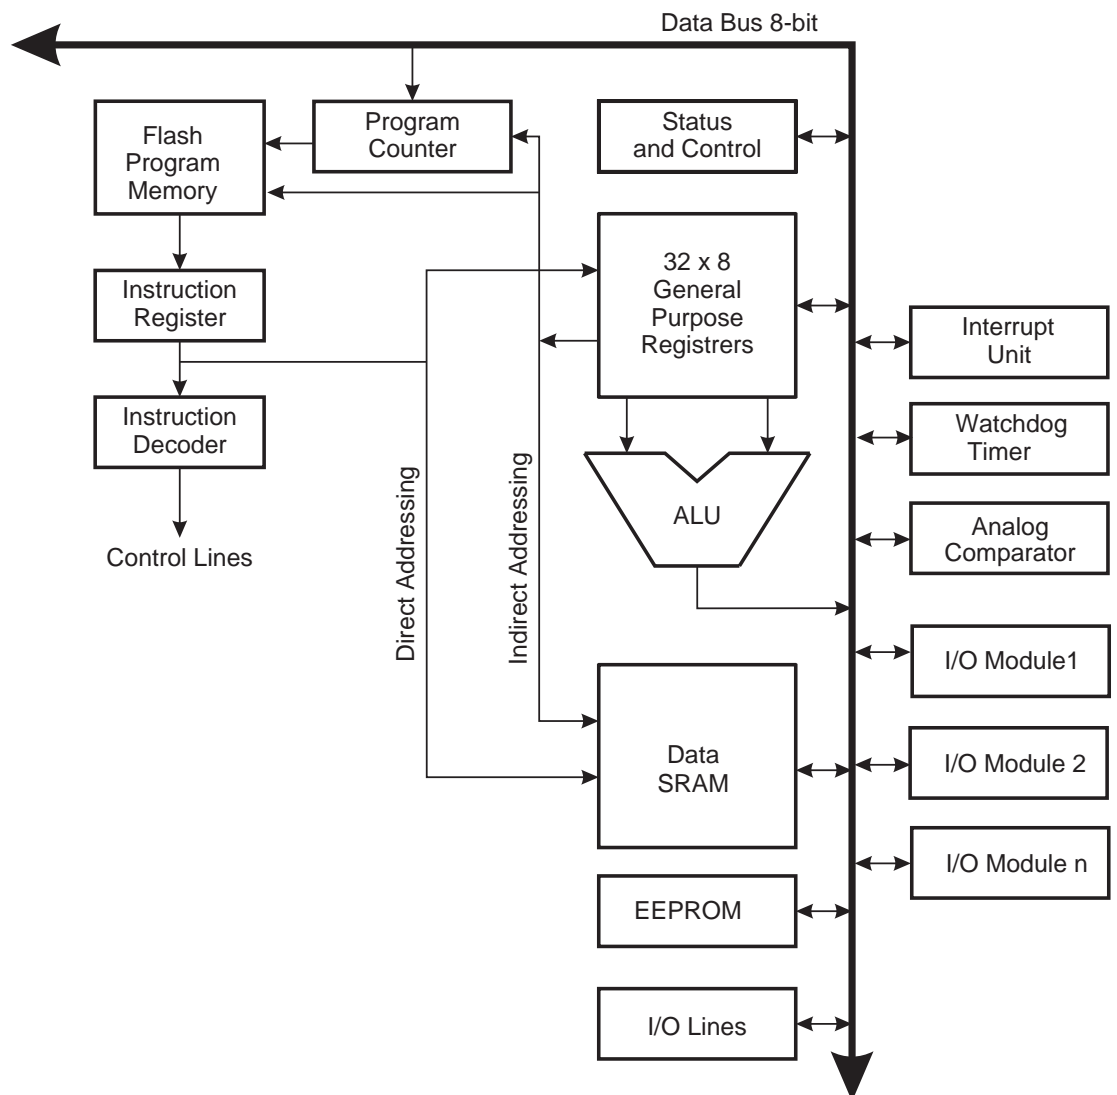 Data Bus 8-bit
Flash
Program
Memory
Program
Counter
Status
and Control
32 x 8
General
Purpose
Registrers
Instruction
Register
Instruction
Decoder
Control Lines
Direct Addressing
Indirect Addressing
ALU
Interrupt
Unit
Watchdog
Timer
Analog
Comparator
I/O Module1
Data
SRAM
I/O Module 2
I/O Module n
EEPROM
I/O Lines